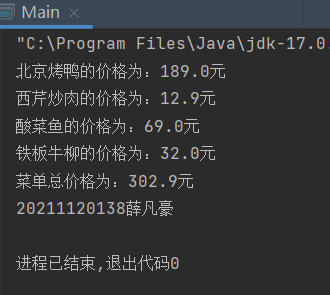 Main
"C:\Program Files\Java\jdk-17.0.
北京烤鸭的价格为：189.0元
西芹炒肉的价格为：12.9元
酸菜鱼的价格为：69.0元
铁板牛柳的价格为：32.0元
菜单总价格为：302.9元
20211120138薛凡豪
进程已结束,退出代码0